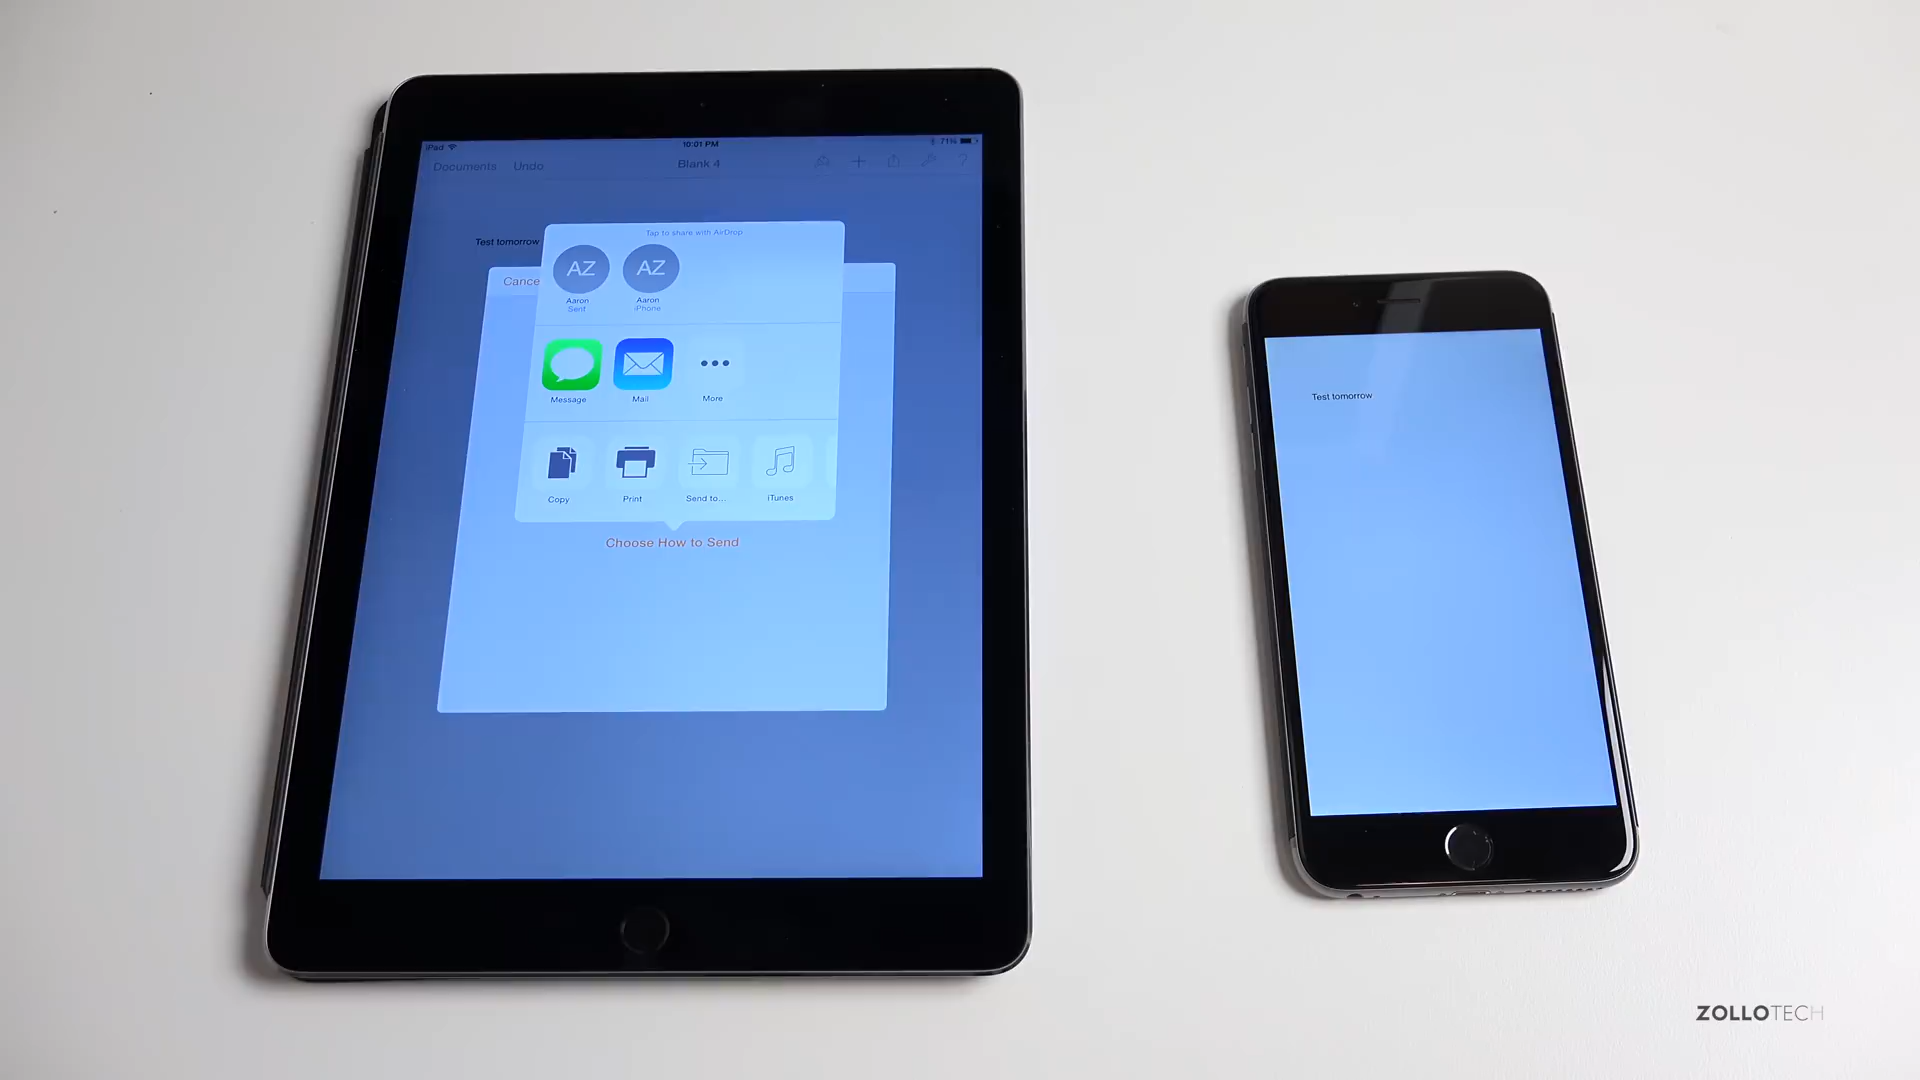 iPad
10:01 PM
71%
Documents
Undo
Blank 4
?
Test tomorrow
Tap to share with AirDrop
Cance
AZ
AZ
Aaron
Sent
Aaron
iPhone
Message
Mail
More
Copy
Print
Send to...
iTunes
Choose How to Send
Test tomorrow
ZOLLOTECH